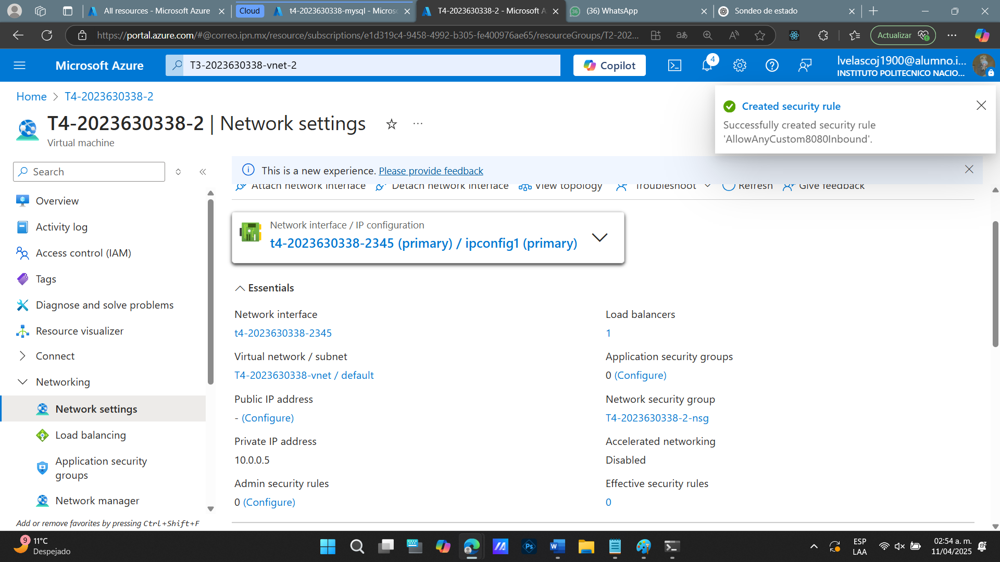 All resources - Microsoft Azure
Cloud
t4-2023630338-mysql - Micros
T4-2023630338-2 - Microsoft A
(36) WhatsApp
Sondeo de estado
https://portal.azure.com/#@correo.ipn.mx/resource/subscriptions/e1d319c4-9458-4992-b305-fe400976ae65/resourceGroups/T2-202...
Actualizar
Microsoft Azure
T3-2023630338-vnet-2
Copilot
4
lvelascoj1900@alumno.i...
INSTITUTO POLITECNICO NACIO...
Home > T4-2023630338-2
T4-2023630338-2 | Network settings
Virtual machine
Created security rule
Successfully created security rule
'AllowAnyCustom8080Inbound'.
Search
Overview
Activity log
Access control (IAM)
Tags
Diagnose and solve problems
Resource visualizer
Connect
Networking
Network settings
Load balancing
Application security
groups
Network manager
Add or remove favorites by pressing Ctrl+Shift+F
This is a new experience. Please provide feedback
Attach network interface
Detach network interface
View topology
Troubleshoot
Refresh
Give feedback
Network interface / IP configuration
t4-2023630338-2345 (primary) / ipconfig1 (primary)
Essentials
Network interface
t4-2023630338-2345
Virtual network / subnet
T4-2023630338-vnet / default
Public IP address
- (Configure)
Private IP address
10.0.0.5
Admin security rules
0 (Configure)
Load balancers
1
Application security groups
0 (Configure)
Network security group
T4-2023630338-2-nsg
Accelerated networking
Disabled
Effective security rules
0
9
11°C
Despejado
Ps
ESP
LAA
02:54 a. m.
11/04/2025